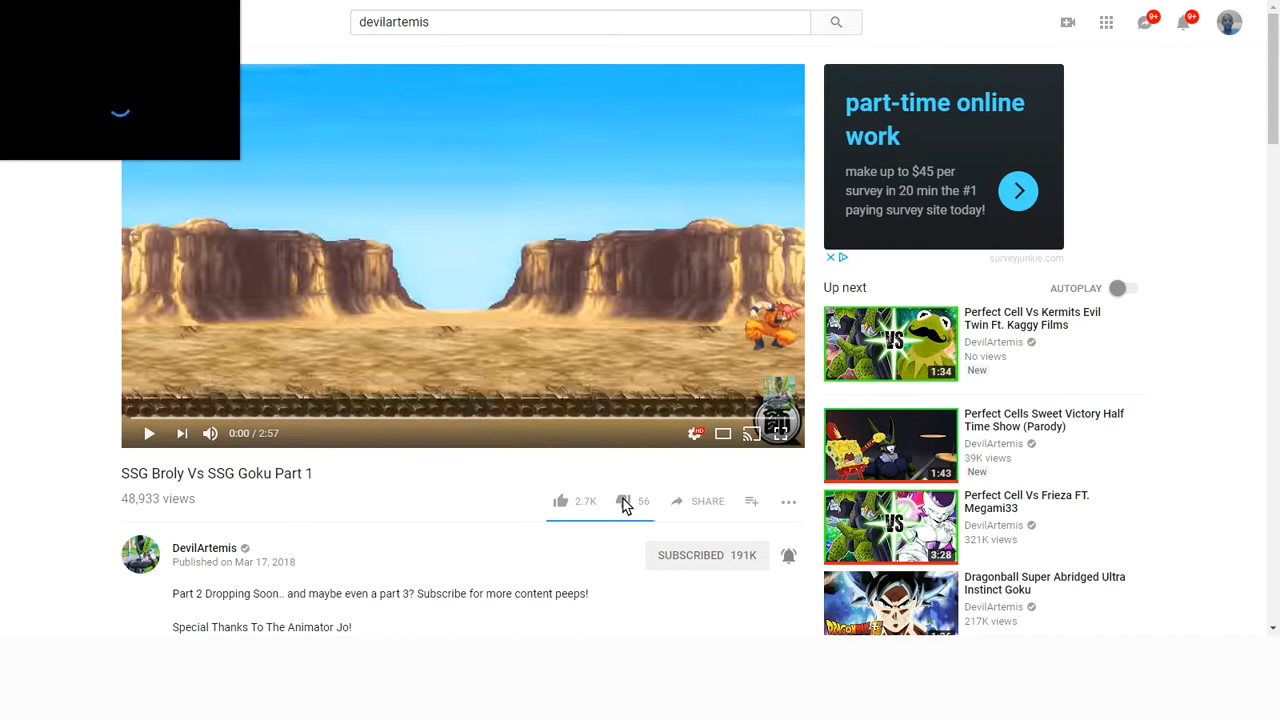 devilartemis
9+
9+
part-time online
work
make up to $45 per
survey in 20 min the #1
paying survey site today!
surveyjunkie.com
Up next
AUTOPLAY
Perfect Cell Vs Kermits Evil
Twin Ft. Kaggy Films
DevilArtemis
No views
New
VS
1:34
Perfect Cells Sweet Victory Half
Time Show (Parody)
DevilArtemis
39K views
New
1:43
Perfect Cell Vs Frieza FT.
Megami33
DevilArtemis
321K views
VS
3:28
Dragonball Super Abridged Ultra
Instinct Goku
DevilArtemis
217K views
0:00 / 2:57
HD
SSG Broly Vs SSG Goku Part 1
48,933 views
2.7K
56
SHARE
DevilArtemis
Published on Mar 17, 2018
SUBSCRIBED 191K
Part 2 Dropping Soon.. and maybe even a part 3? Subscribe for more content peeps!
Special Thanks To The Animator Jo!